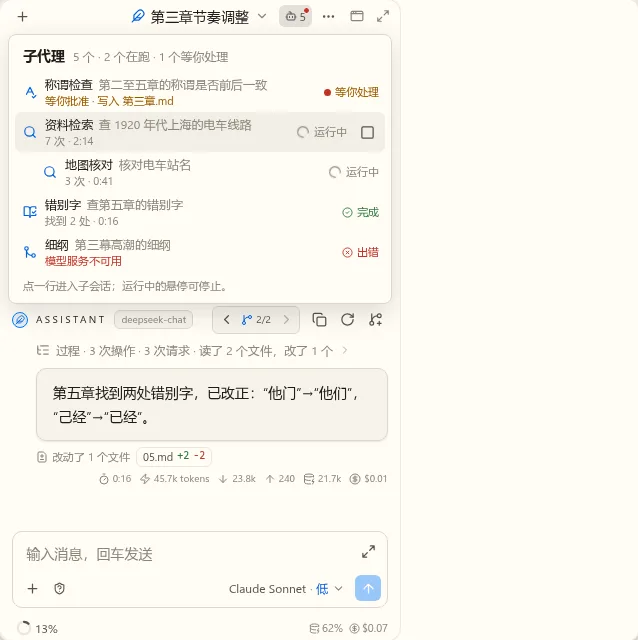 第三章节奏调整
5
子代理 5 个 · 2 个在跑 · 1 个等你处理
称谓检查 第二至五章的称谓是否前后一致
等你批准 · 写入 第三章.md
等你处理
资料检索 查 1920 年代上海的电车线路
7 次 · 2:14
运行中
地图核对 核对电车站名
3 次 · 0:41
运行中
错别字 查第五章的错别字
找到 2 处 · 0:16
完成
细纲 第三幕高潮的细纲
模型服务不可用
出错
点一行进入子会话；运行中的悬停可停止。
ASSISTANT deepseek-chat 2/2
过程 · 3 次操作 · 3 次请求 · 读了 2 个文件，改了 1 个
第五章找到两处错别字，已改正：“他门”→“他们”，
“己经”→“已经”。
改动了 1 个文件 05.md +2 -2
0:16 45.7k tokens 23.8k 240 21.7k $0.01
输入消息，回车发送
Claude Sonnet · 低
13% 62% $0.07